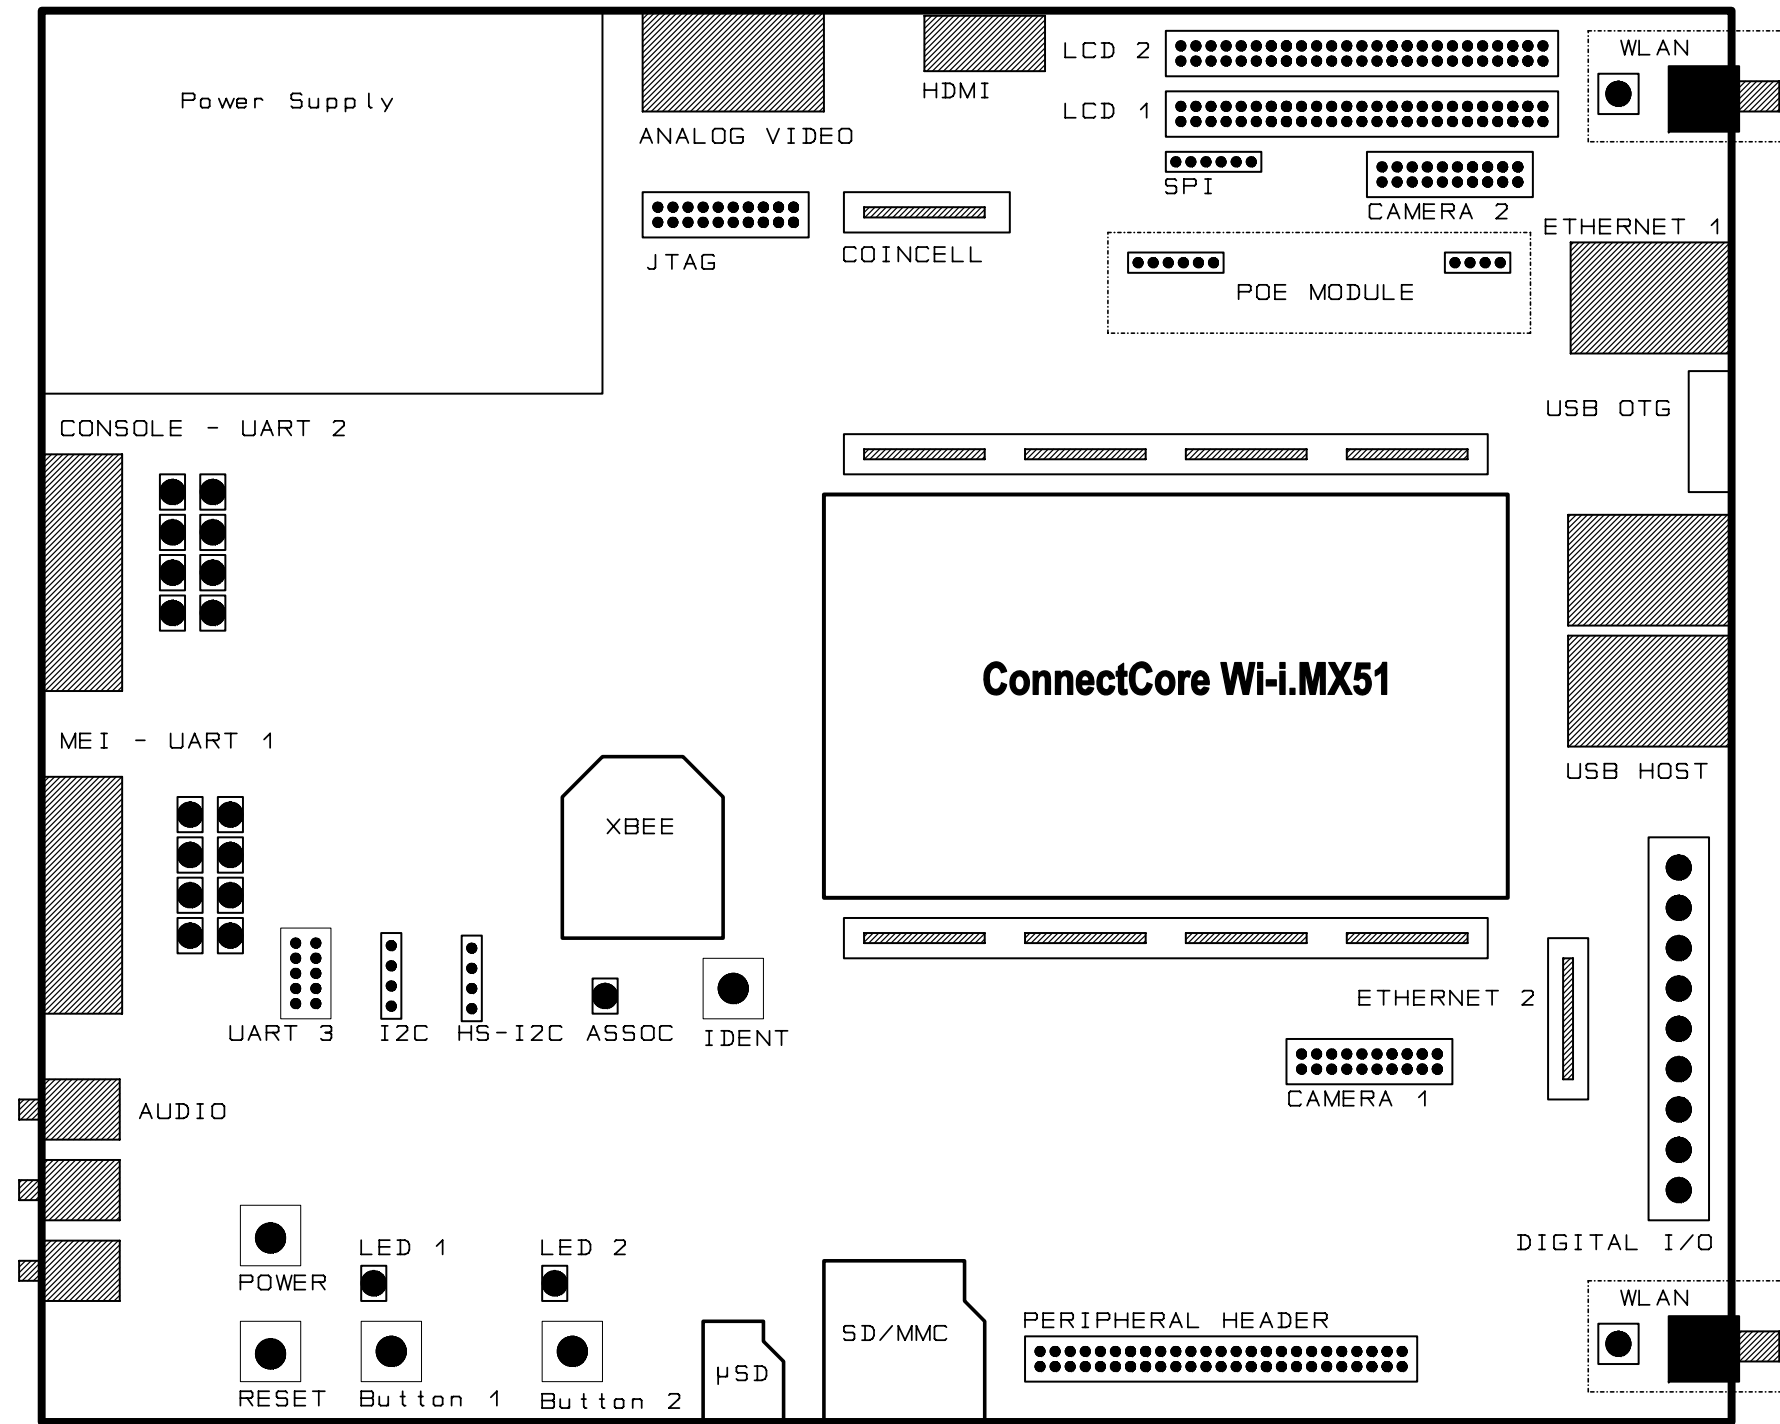 LCD 2
WLAN
Power Supply
HDMI
LCD 1
ANALOG VIDEO
SPI
CAMERA 2
ETHERNET 1
JTAG
COINCELL
POE MODULE
USB OTG
CONSOLE - UART 2
ConnectCore Wi-i.MX51
MEI - UART 1
USB HOST
XBEE
ETHERNET 2
UART 3
I2C
HS-I2C
ASSOC
IDENT
CAMERA 1
AUDIO
DIGITAL I/O
LED 1
LED 2
POWER
WLAN
PERIPHERAL HEADER
SD/MMC
µSD
RESET
Button 1
Button 2